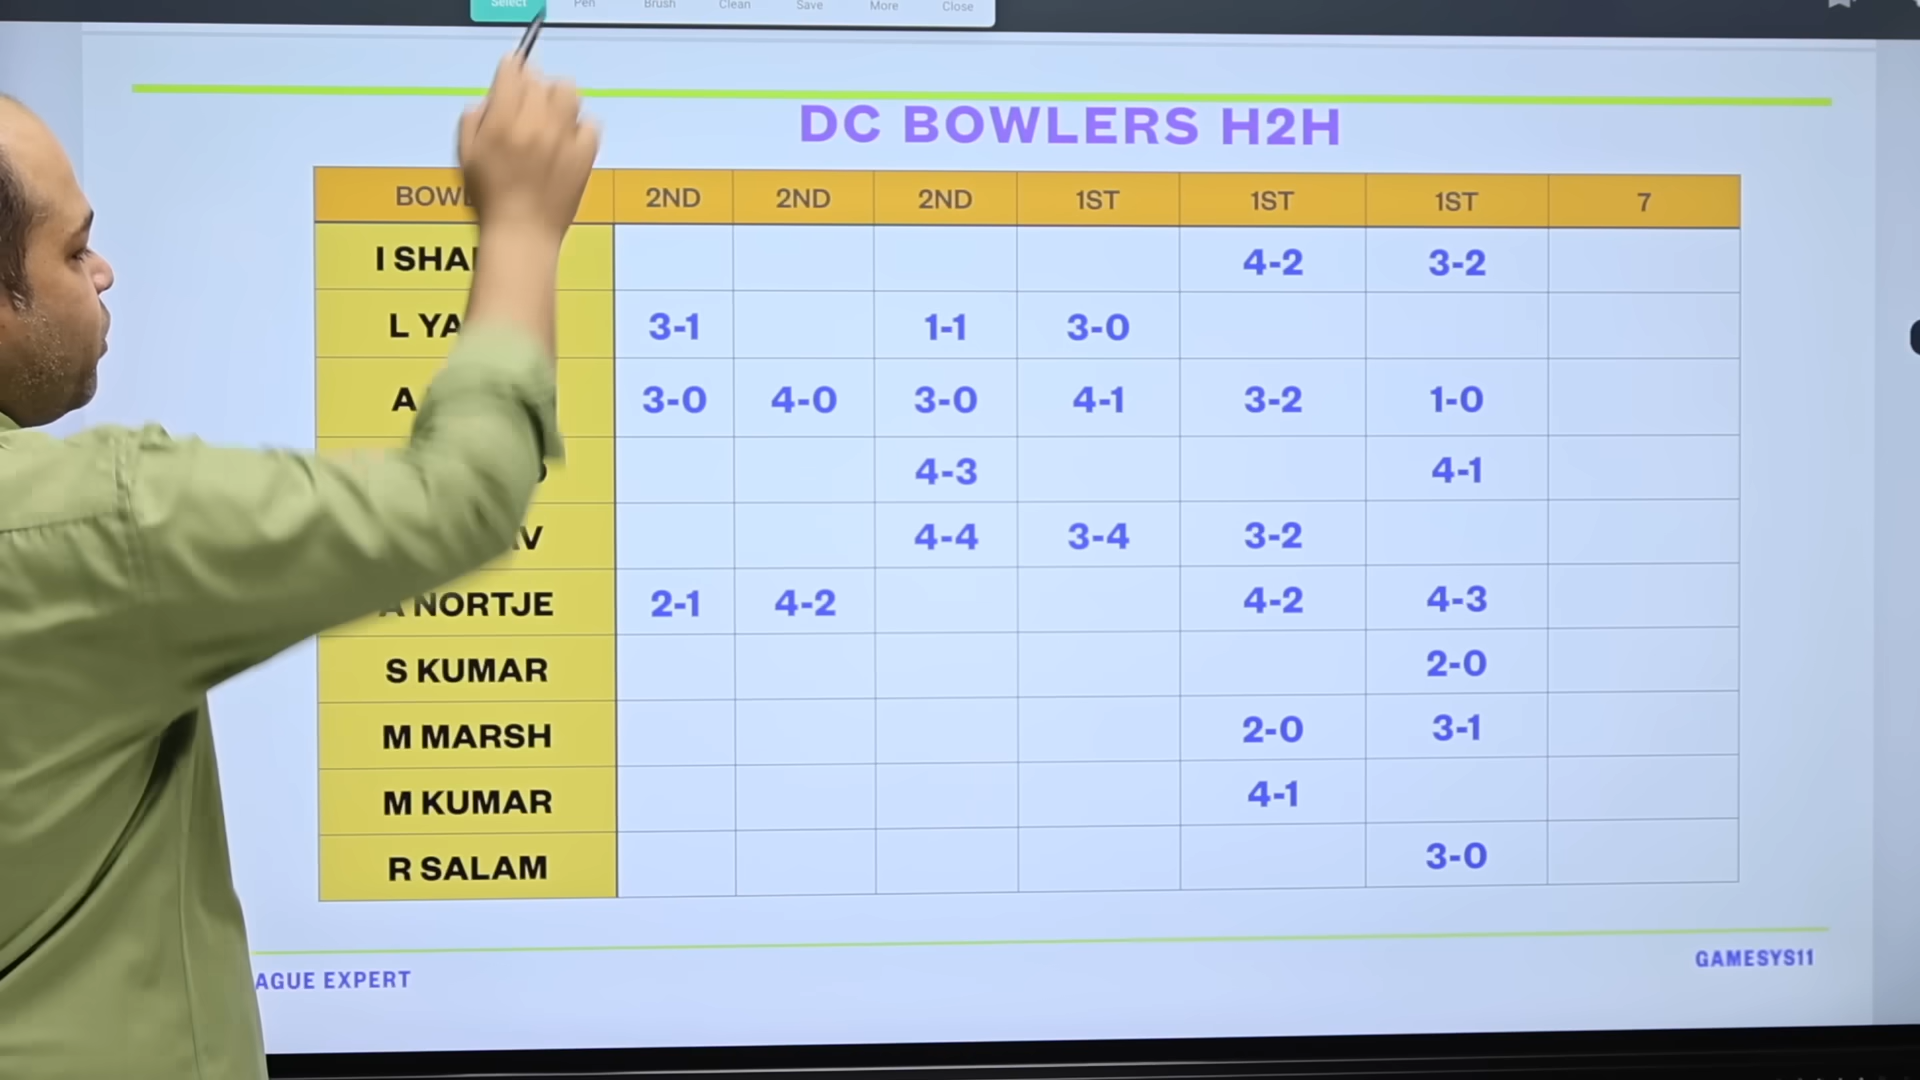 Select Pen Brush Clean Save More Close
DC BOWLERS H2H
2ND 2ND 2ND 1ST 1ST 1ST 7
I 4-2 3-2
L 3-1 1-1 3-0
A 3-0 4-0 3-0 4-1 3-2 1-0
4-3 4-1
4-4 3-4 3-2
A NORTJE 2-1 4-2 4-2 4-3
S KUMAR 2-0
M MARSH 2-0 3-1
M KUMAR 4-1
R SALAM 3-0
EXPERT
GAMESYS11